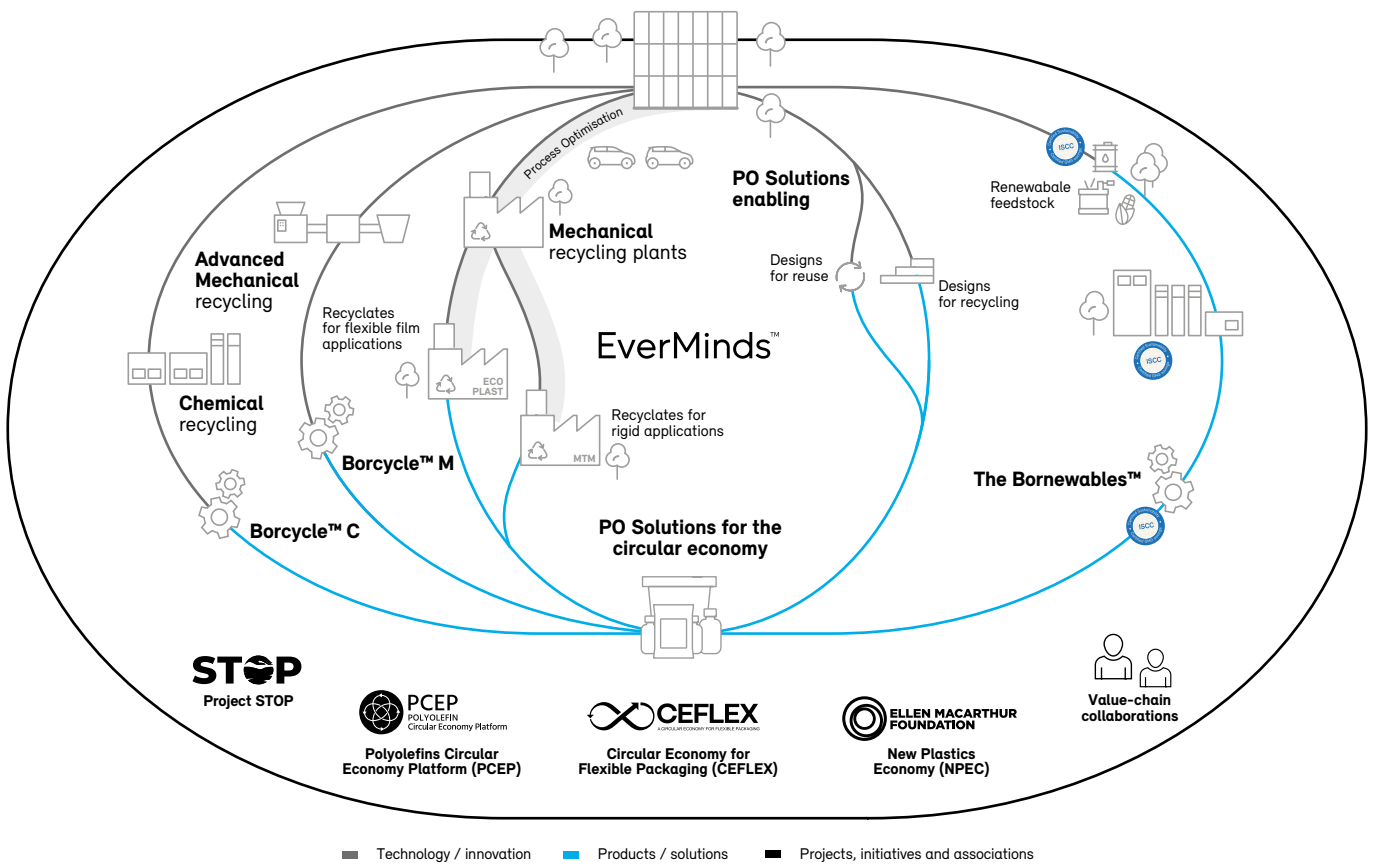 Process Optimisation
ISCC
Renewabale
feedstock
PO Solutions
enabling
Mechanical
recycling plants
Advanced
Mechanical
recycling
Designs
for reuse
Designs
for recycling
Recyclates
for flexible film
applications
EverMinds™
ISCC
ECO
PLAST
Chemical
recycling
Recyclates for
rigid applications
MTM
Borcycle™ M
The Bornewables™
ISCC
Borcycle™ C
PO Solutions for the
circular economy
STOP
Project STOP
PCEP
POLYOLEFIN
Circular Economy Platform
Polyolefins Circular
Economy Platform (PCEP)
CEFLEX
A CIRCULAR ECONOMY FOR FLEXIBLE PACKAGING
Circular Economy for
Flexible Packaging (CEFLEX)
ELLEN MACARTHUR
FOUNDATION
New Plastics
Economy (NPEC)
Value-chain
collaborations
Technology / innovation
Products / solutions
Projects, initiatives and associations